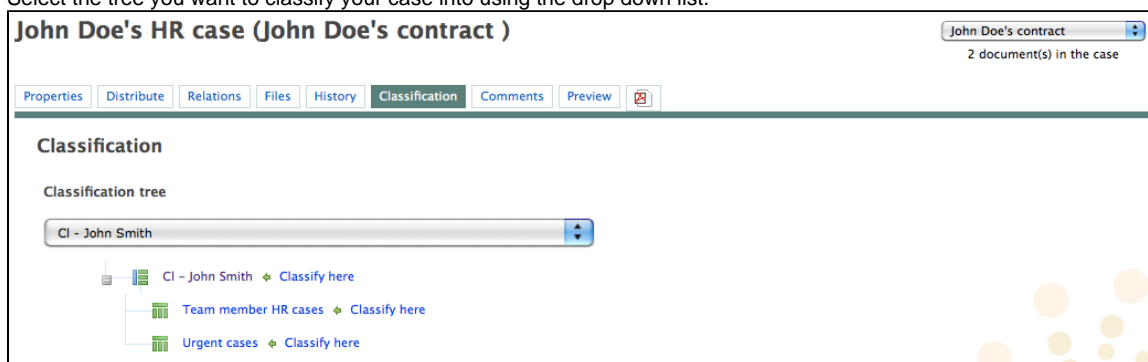 Select the tree you want to classify your case into using the drop down list.
John Doe's HR case (John Doe's contract )
John Doe's contract
2 document(s) in the case
Properties Distribute Relations Files History Classification Comments Preview
Classification
Classification tree
Cl - John Smith
Cl - John Smith Classify here
Team member HR cases Classify here
Urgent cases Classify here